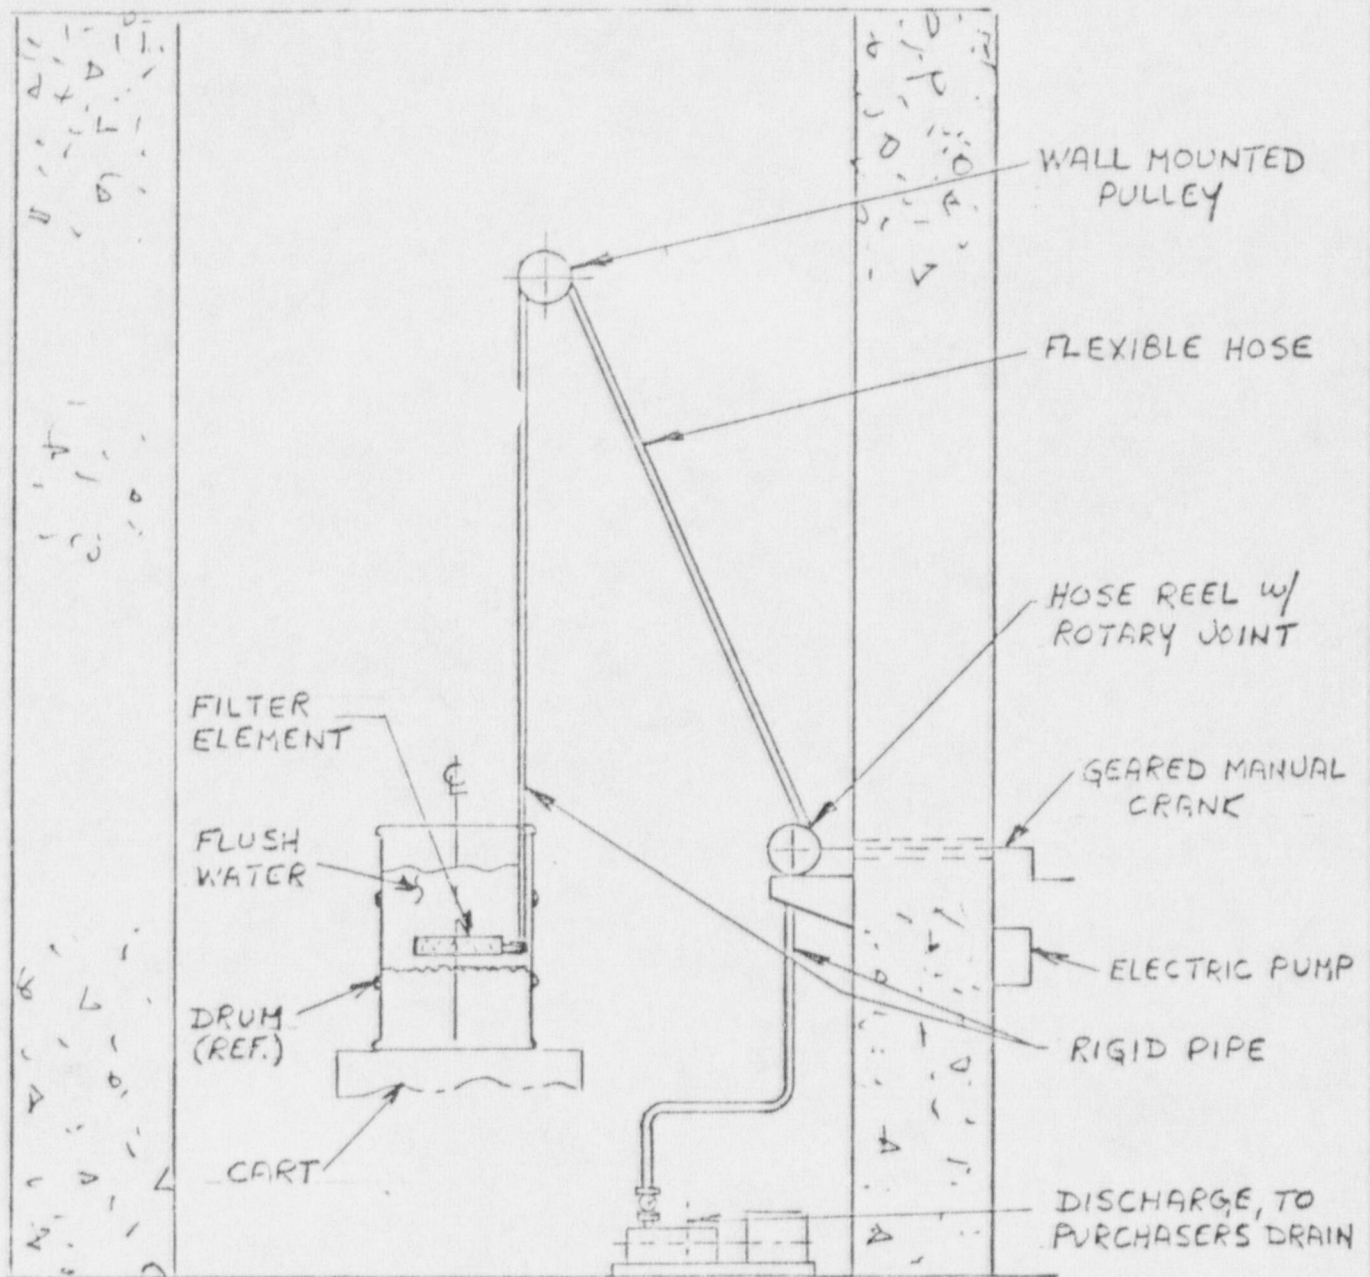 WALL MOUNTED
PULLEY
FLEXIBLE HOSE
HOSE REEL W/
ROTARY JOINT
FILTER
ELEMENT
℄
GEARED MANUAL
CRANK
FLUSH
WATER
ELECTRIC PUMP
DRUM
(REF.)
RIGID PIPE
CART
DISCHARGE, TO
PURCHASERS DRAIN